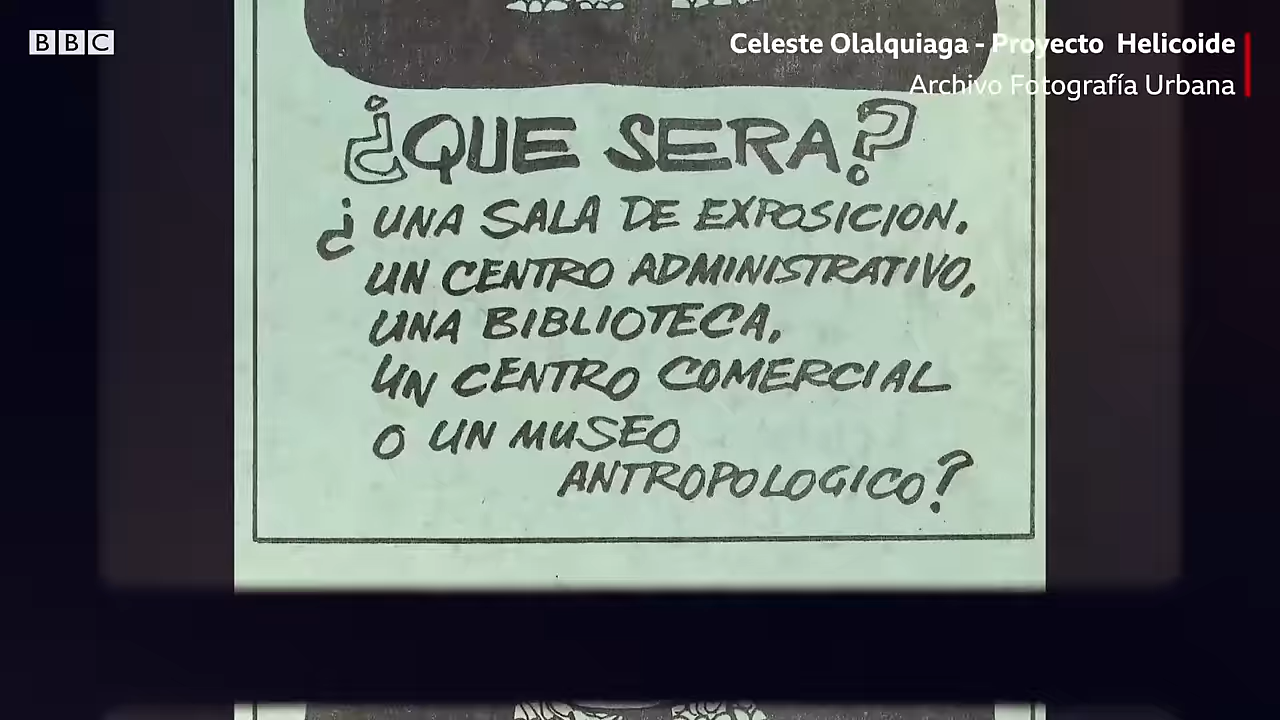 BBC
Celeste Olalquiaga - Proyecto Helicoide
Archivo Fotografía Urbana
¿QUE SERA?
¿UNA SALA DE EXPOSICION.
UN CENTRO ADMINISTRATIVO,
UNA BIBLIOTECA,
UN CENTRO COMERCIAL
O UN MUSEO
ANTROPOLOGICO?